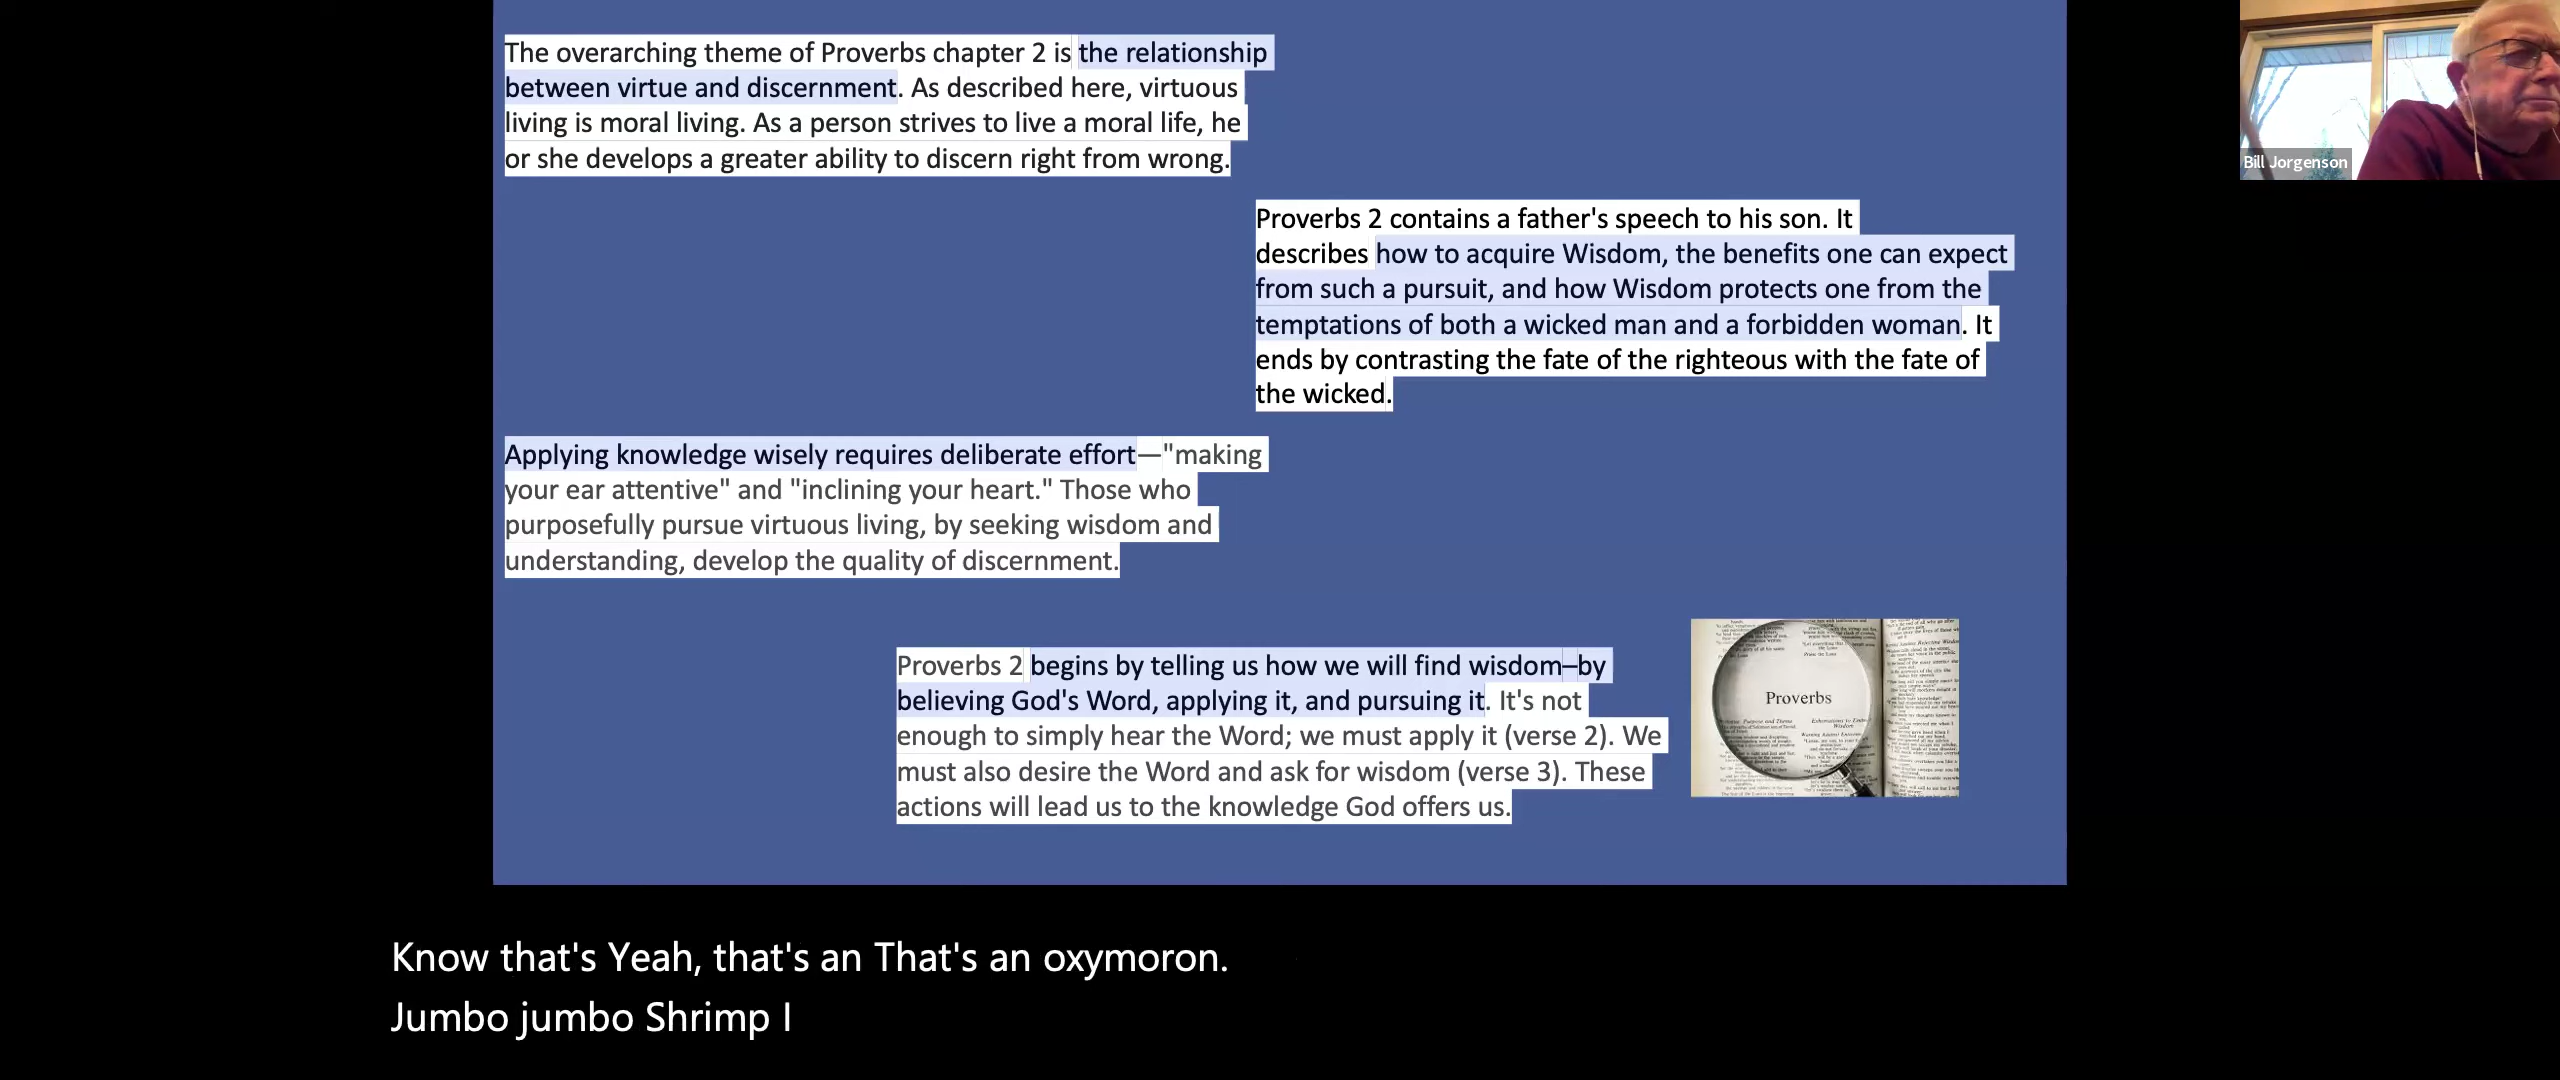 The overarching theme of Proverbs chapter 2 is the relationship
between virtue and discernment. As described here, virtuous
living is moral living. As a person strives to live a moral life, he
or she develops a greater ability to discern right from wrong.
Bill Jorgenson
Proverbs 2 contains a father's speech to his son. It
describes how to acquire Wisdom, the benefits one can expect
from such a pursuit, and how Wisdom protects one from the
temptations of both a wicked man and a forbidden woman. It
ends by contrasting the fate of the righteous with the fate of
the wicked.
Applying knowledge wisely requires deliberate effort—"making
your ear attentive" and "inclining your heart." Those who
purposefully pursue virtuous living, by seeking wisdom and
understanding, develop the quality of discernment.
Proverbs 2 begins by telling us how we will find wisdom–by
believing God's Word, applying it, and pursuing it. It's not
enough to simply hear the Word; we must apply it (verse 2). We
must also desire the Word and ask for wisdom (verse 3). These
actions will lead us to the knowledge God offers us.
Proverbs
Know that's Yeah, that's an That's an oxymoron.
Jumbo jumbo Shrimp I